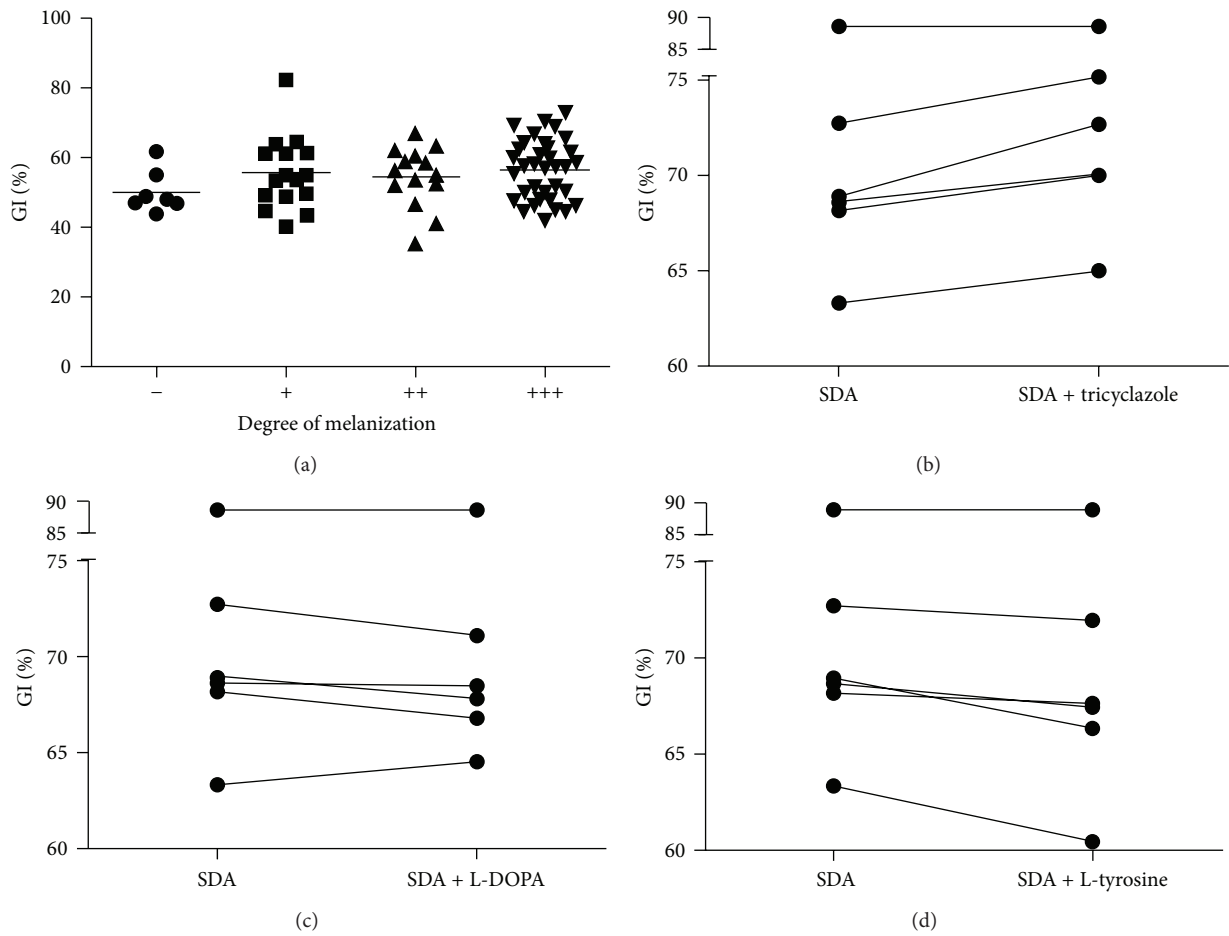 100
80
60
40
20
0
GI (%)
− + ++ +++
Degree of melanization
(a)
90
85
75
70
65
60
GI (%)
SDA SDA + tricyclazole
(b)
90
85
75
70
65
60
GI (%)
SDA SDA + L-DOPA
(c)
90
85
75
70
65
60
GI (%)
SDA SDA + L-tyrosine
(d)